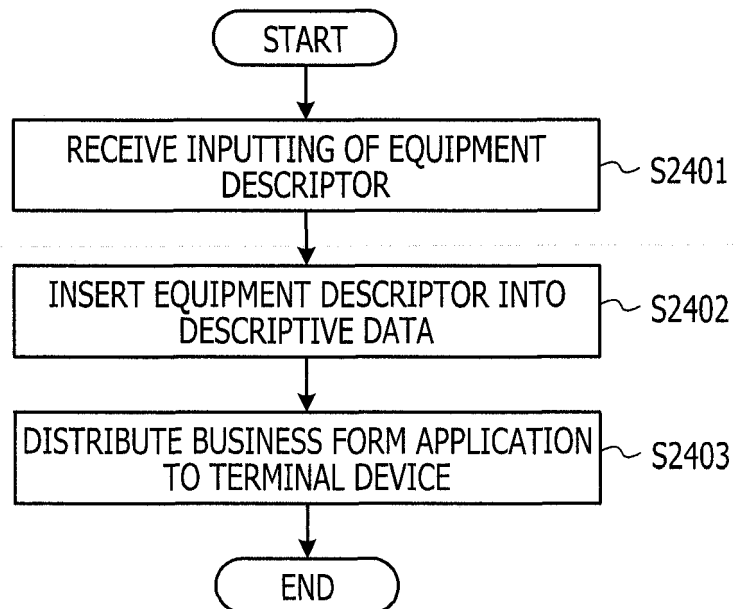 START
RECEIVE INPUTTING OF EQUIPMENT
DESCRIPTOR
S2401
INSERT EQUIPMENT DESCRIPTOR INTO
DESCRIPTIVE DATA
S2402
DISTRIBUTE BUSINESS FORM APPLICATION
TO TERMINAL DEVICE
S2403
END